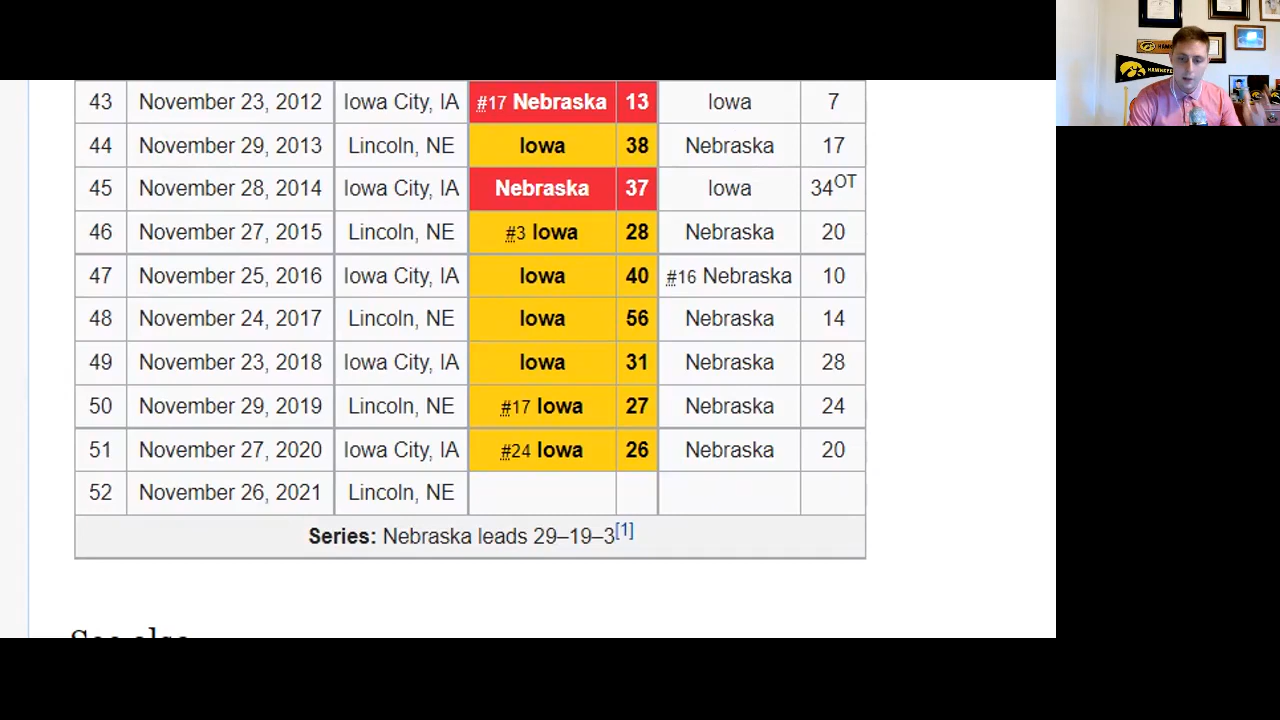 43 November 23, 2012 Iowa City, IA #17 Nebraska 13 Iowa 7
44 November 29, 2013 Lincoln, NE Iowa 38 Nebraska 17
45 November 28, 2014 Iowa City, IA Nebraska 37 Iowa 34OT
46 November 27, 2015 Lincoln, NE #3 Iowa 28 Nebraska 20
47 November 25, 2016 Iowa City, IA Iowa 40 #16 Nebraska 10
48 November 24, 2017 Lincoln, NE Iowa 56 Nebraska 14
49 November 23, 2018 Iowa City, IA Iowa 31 Nebraska 28
50 November 29, 2019 Lincoln, NE #17 Iowa 27 Nebraska 24
51 November 27, 2020 Iowa City, IA #24 Iowa 26 Nebraska 20
52 November 26, 2021 Lincoln, NE
Series: Nebraska leads 29–19–3[1]
See also